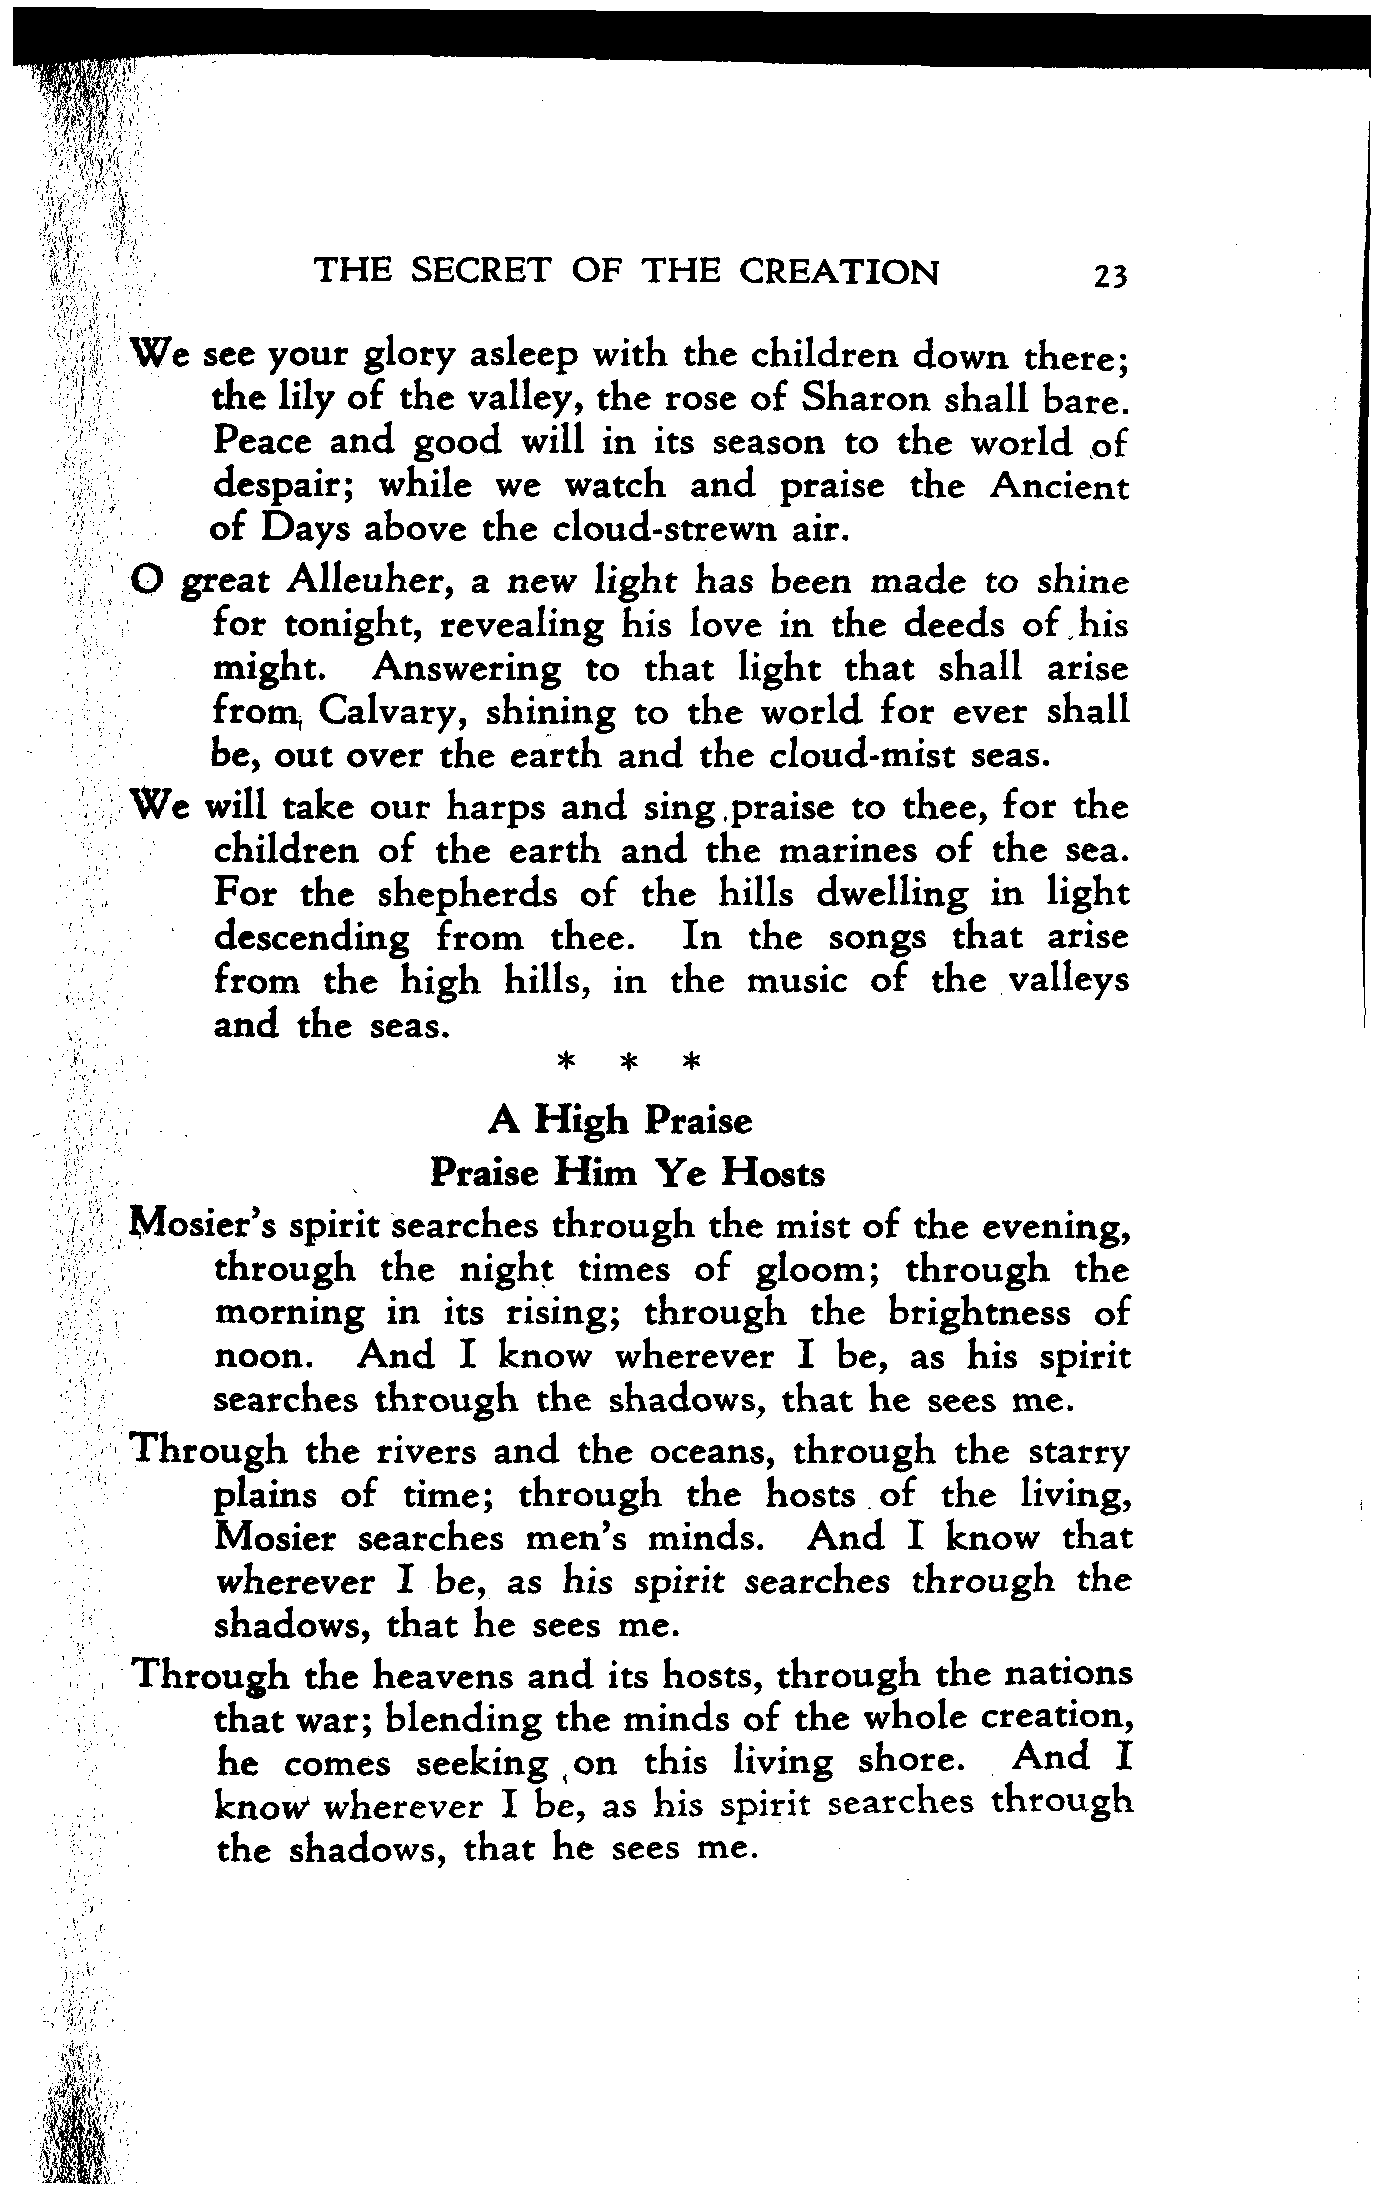 THE SECRET OF THE CREATION 23
We see your glory asleep with the children down there;
the lily of the valley, the rose of Sharon shall bare.
Peace and good will in its season to the world of
despair; while we watch and praise the Ancient
of Days above the cloud-strewn air.
O great Alleuher, a new light has been made to shine
for tonight, revealing his love in the deeds of his
might. Answering to that light that shall arise
from Calvary, shining to the world for ever shall
be, out over the earth and the cloud-mist seas.
We will take our harps and sing praise to thee, for the
children of the earth and the marines of the sea.
For the shepherds of the hills dwelling in light
descending from thee. In the songs that arise
from the high hills, in the music of the valleys
and the seas.
* * *
A High Praise
Praise Him Ye Hosts
Mosier's spirit searches through the mist of the evening,
through the night times of gloom; through the
morning in its rising; through the brightness of
noon. And I know wherever I be, as his spirit
searches through the shadows, that he sees me.
Through the rivers and the oceans, through the starry
plains of time; through the hosts of the living,
Mosier searches men's minds. And I know that
wherever I be, as his spirit searches through the
shadows, that he sees me.
Through the heavens and its hosts, through the nations
that war; blending the minds of the whole creation,
he comes seeking on this living shore. And I
know wherever I be, as his spirit searches through
the shadows, that he sees me.